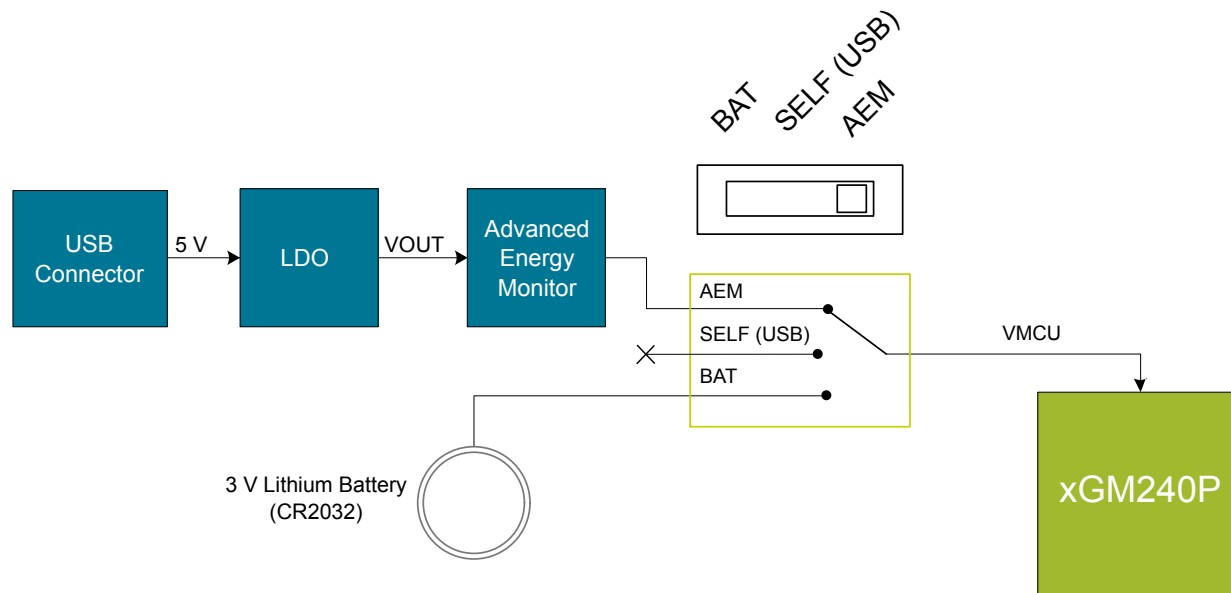 BAT
SELF (USB)
AEM
USB
Connector
5 V
LDO
VOUT
Advanced
Energy
Monitor
AEM
SELF (USB)
BAT
VMCU
3 V Lithium Battery
(CR2032)
xGM240P